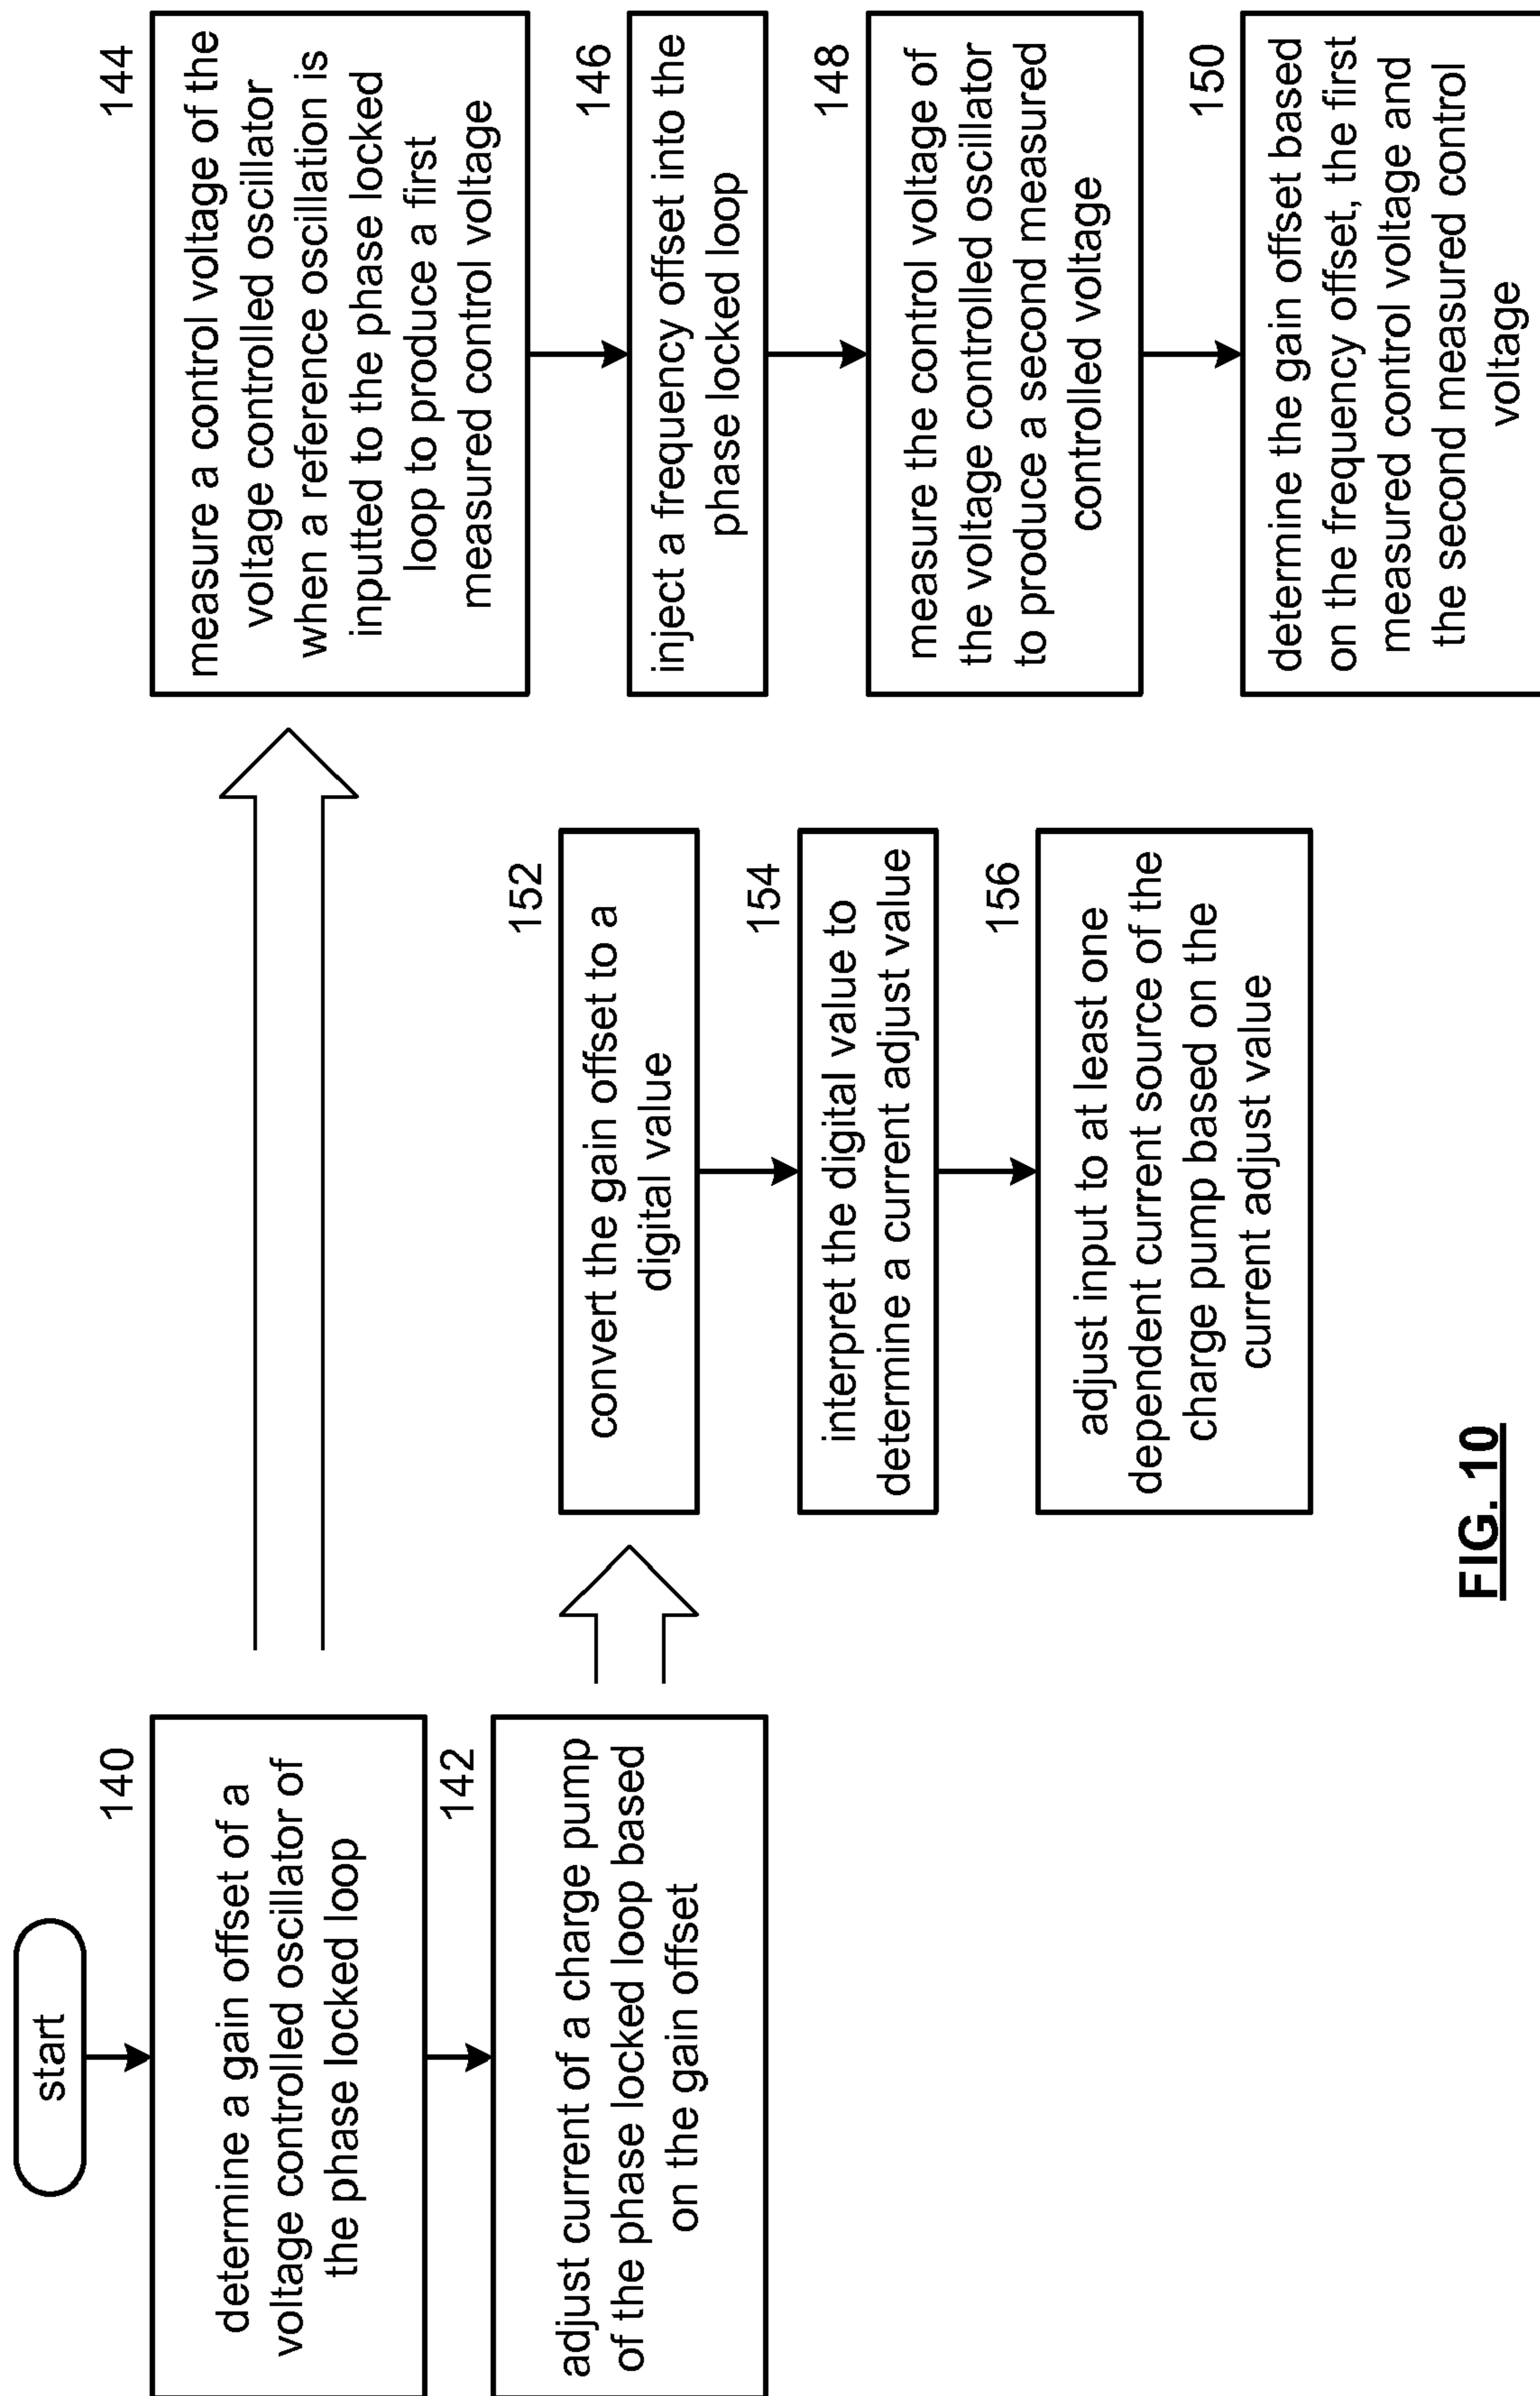 start
140
determine a gain offset of a
voltage controlled oscillator of
the phase locked loop
142
adjust current of a charge pump
of the phase locked loop based
on the gain offset
144
measure a control voltage of the
voltage controlled oscillator
when a reference oscillation is
inputted to the phase locked
loop to produce a first
measured control voltage
146
inject a frequency offset into the
phase locked loop
148
measure the control voltage of
the voltage controlled oscillator
to produce a second measured
controlled voltage
150
determine the gain offset based
on the frequency offset, the first
measured control voltage and
the second measured control
voltage
152
convert the gain offset to a
digital value
154
interpret the digital value to
determine a current adjust value
156
adjust input to at least one
dependent current source of the
charge pump based on the
current adjust value
FIG. 10